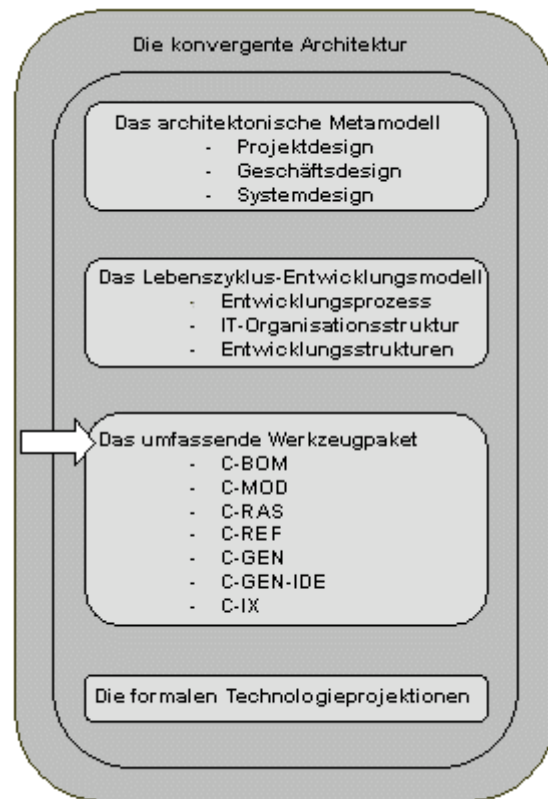 Die konvergente Architektur
Das architektonische Metamodell
- Projektdesign
- Geschäftsdesign
- Systemdesign
Das Lebenszyklus-Entwicklungsmodell
- Entwicklungsprozess
- IT-Organisationsstruktur
- Entwicklungsstrukturen
Das umfassende Werkzeugpaket
- C-BOM
- C-MOD
- C-RAS
- C-REF
- C-GEN
- C-GEN-IDE
- C-IX
Die formalen Technologieprojektionen